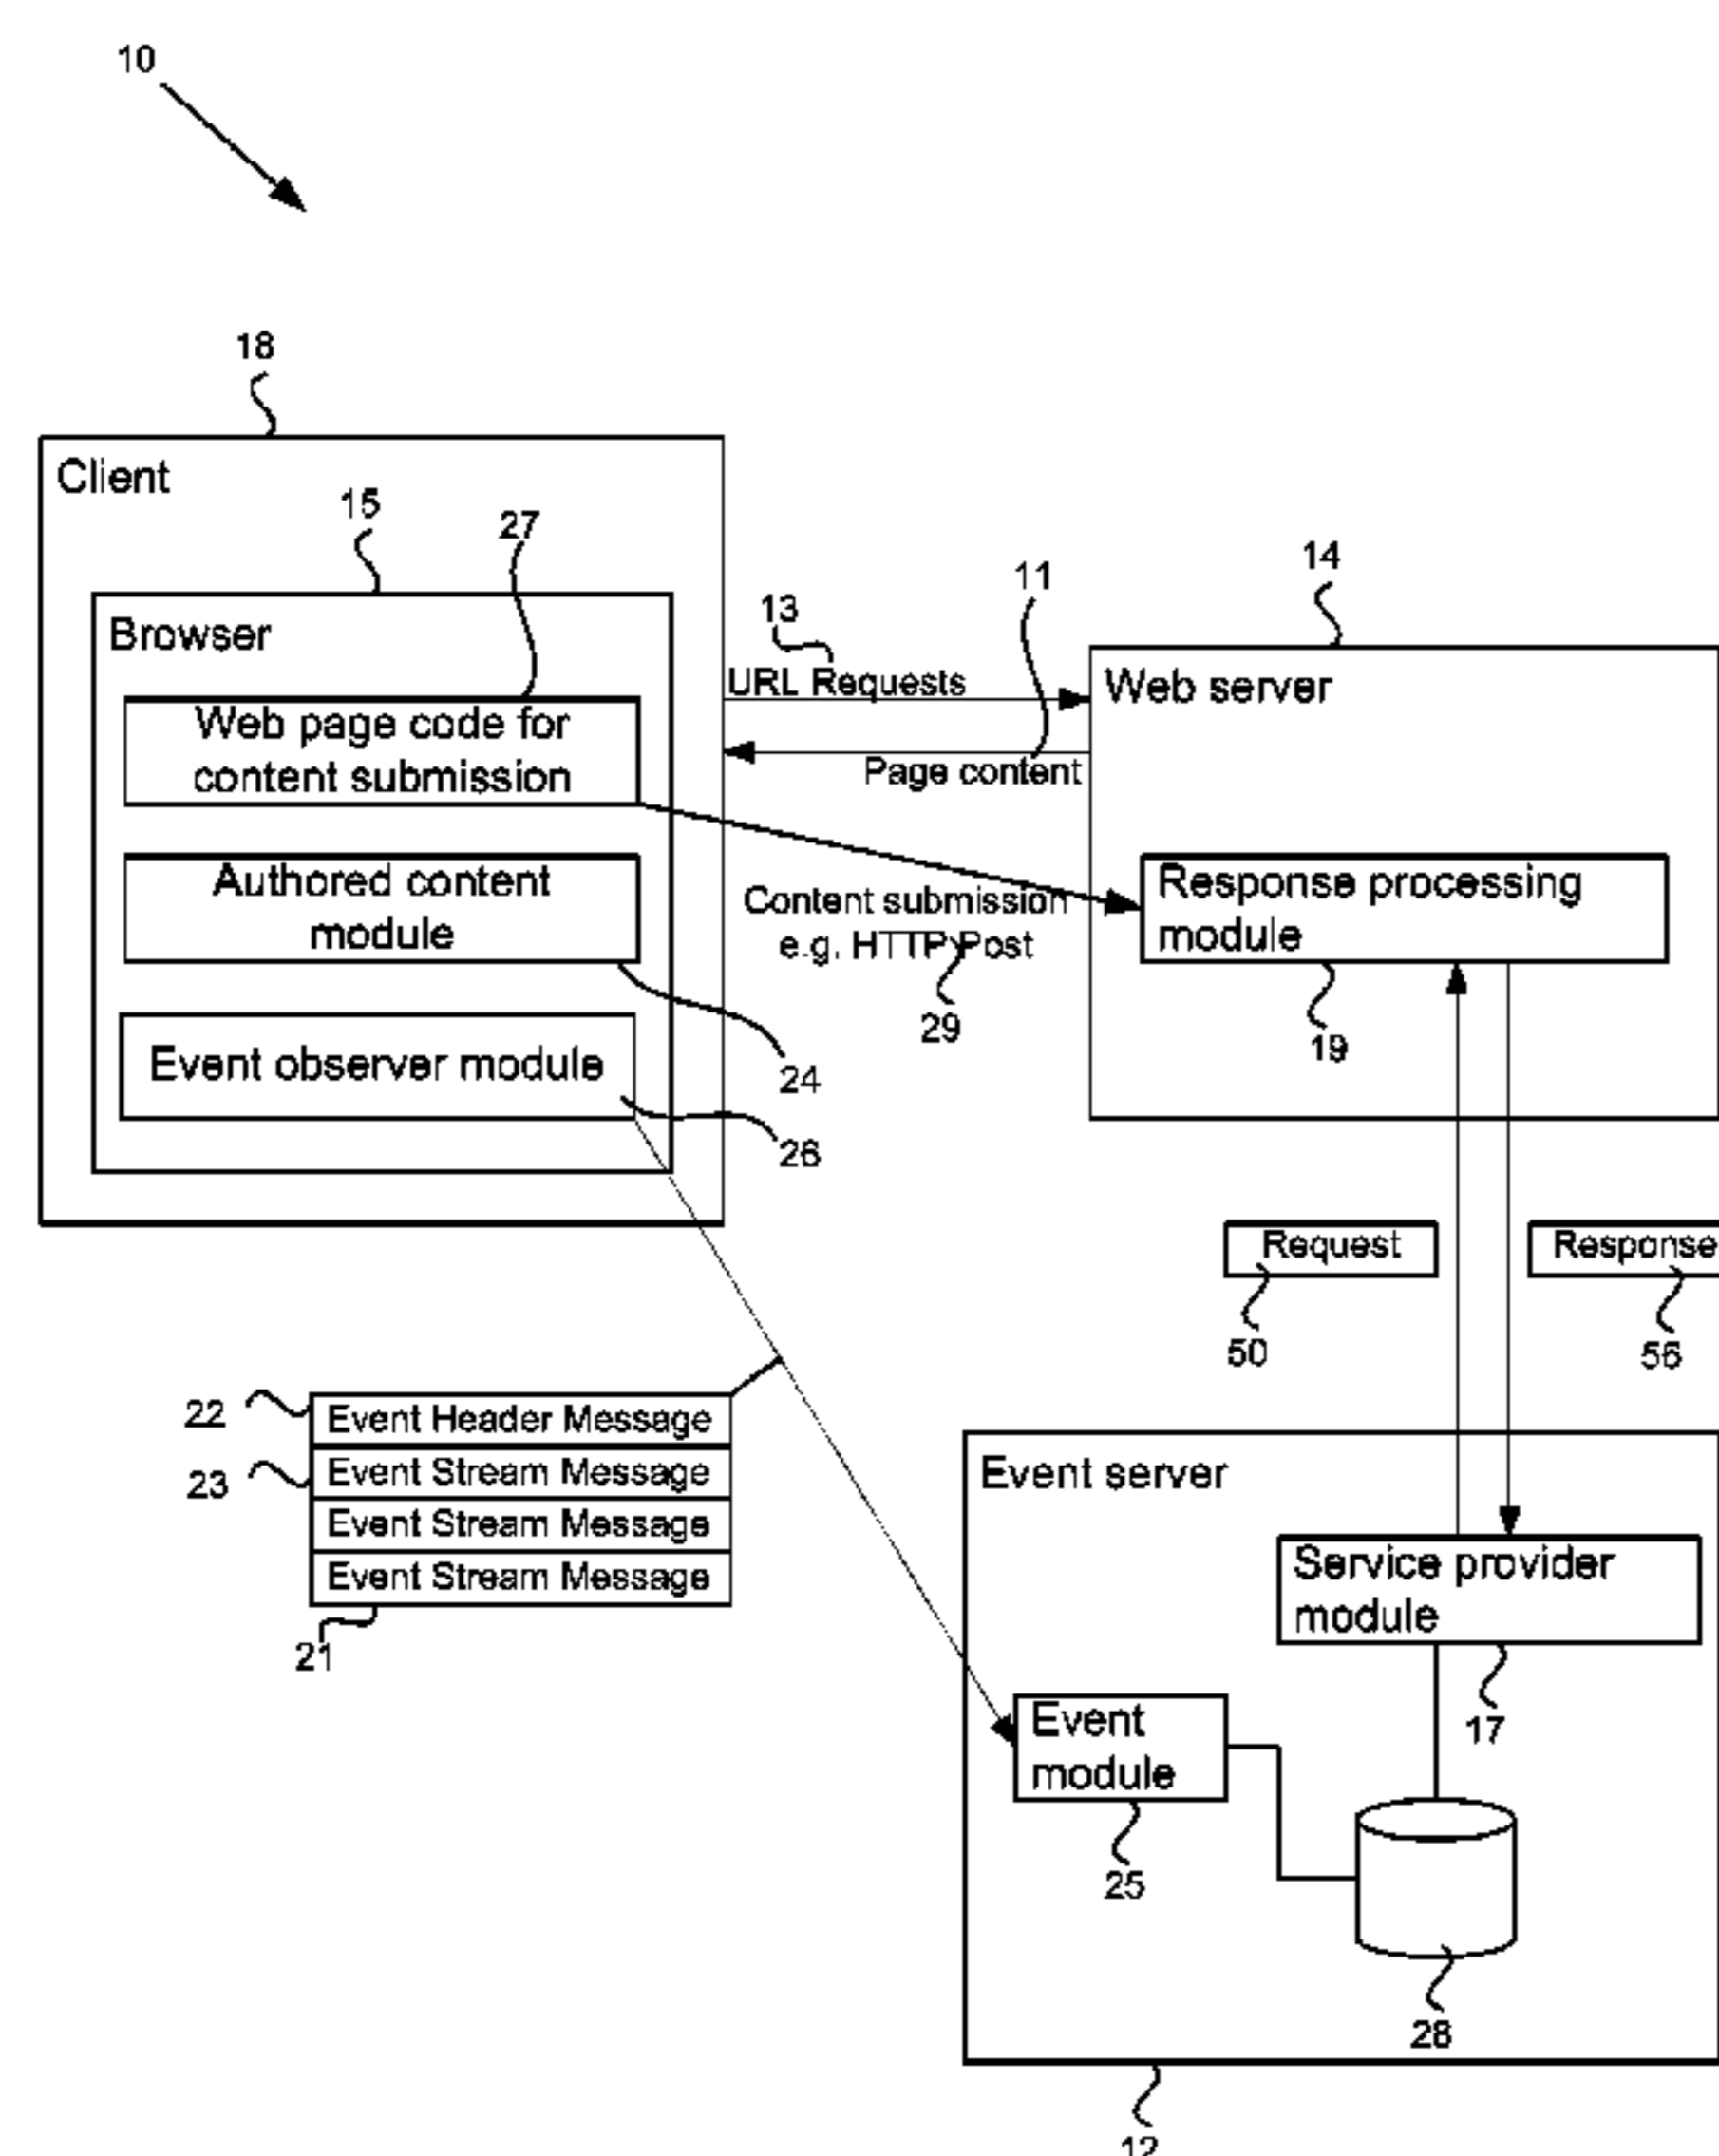 10
18
Client
15
27
Browser
Web page code for
content submission
Authored content
module
Event observer module
24
26
13
URL Requests
11
Page content
Content submission
e.g. HTTP Post
29
14
Web server
Response processing
module
19
Request
50
Response
56
22
Event Header Message
23
Event Stream Message
Event Stream Message
Event Stream Message
21
Event server
Service provider
module
17
Event
module
25
28
12